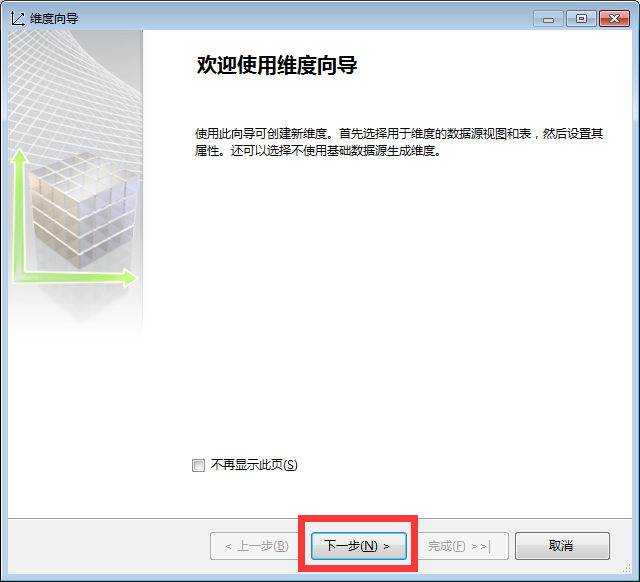 维度向导
欢迎使用维度向导
使用此向导可创建新维度。首先选择用于维度的数据源视图和表，然后设置其
属性。还可以选择不使用基础数据源生成维度。
不再显示此页(S)
< 上一步(B)
下一步(N) >
完成(F) >>|
取消